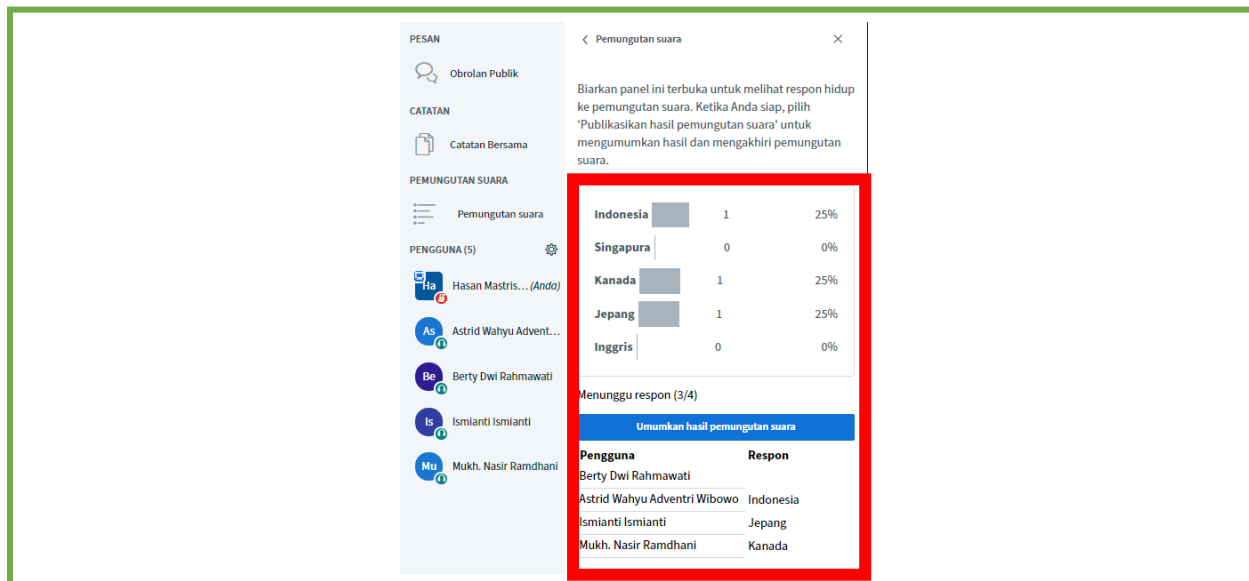 PESAN
Obrolan Publik
CATATAN
Catatan Bersama
PEMUNGUTAN SUARA
Pemungutan suara
PENGGUNA (5)
Ha Hasan Mastris... (Anda)
As Astrid Wahyu Advent...
Be Berty Dwi Rahmawati
Is Ismianti Ismianti
Mu Mukh. Nasir Ramdhani
Pemungutan suara
Biarkan panel ini terbuka untuk melihat respon hidup
ke pemungutan suara. Ketika Anda siap, pilih
'Publikasikan hasil pemungutan suara' untuk
mengumumkan hasil dan mengakhiri pemungutan
suara.
Indonesia 1 25%
Singapura 0 0%
Kanada 1 25%
Jepang 1 25%
Inggris 0 0%
Menunggu respon (3/4)
Umumkan hasil pemungutan suara
Pengguna Respon
Berty Dwi Rahmawati
Astrid Wahyu Adventri Wibowo Indonesia
Ismianti Ismianti Jepang
Mukh. Nasir Ramdhani Kanada